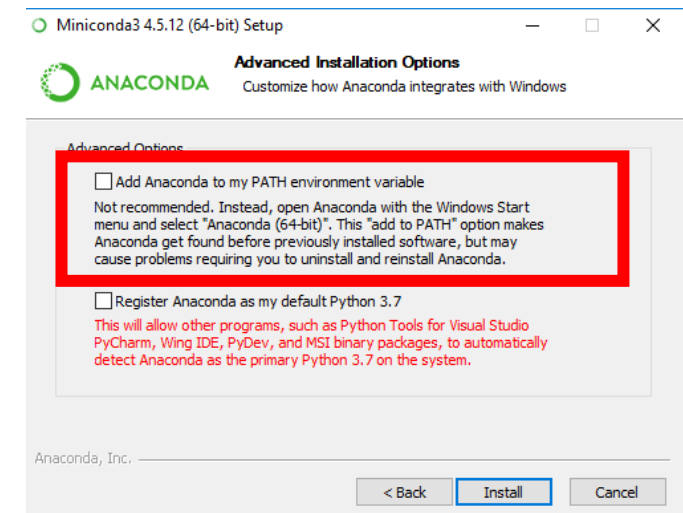 Miniconda3 4.5.12 (64-bit) Setup
ANACONDA
Advanced Installation Options
Customize how Anaconda integrates with Windows
Advanced Options
Add Anaconda to my PATH environment variable
Not recommended. Instead, open Anaconda with the Windows Start
menu and select "Anaconda (64-bit)". This "add to PATH" option makes
Anaconda get found before previously installed software, but may
cause problems requiring you to uninstall and reinstall Anaconda.
Register Anaconda as my default Python 3.7
This will allow other programs, such as Python Tools for Visual Studio
PyCharm, Wing IDE, PyDev, and MSI binary packages, to automatically
detect Anaconda as the primary Python 3.7 on the system.
Anaconda, Inc.
< Back Install Cancel